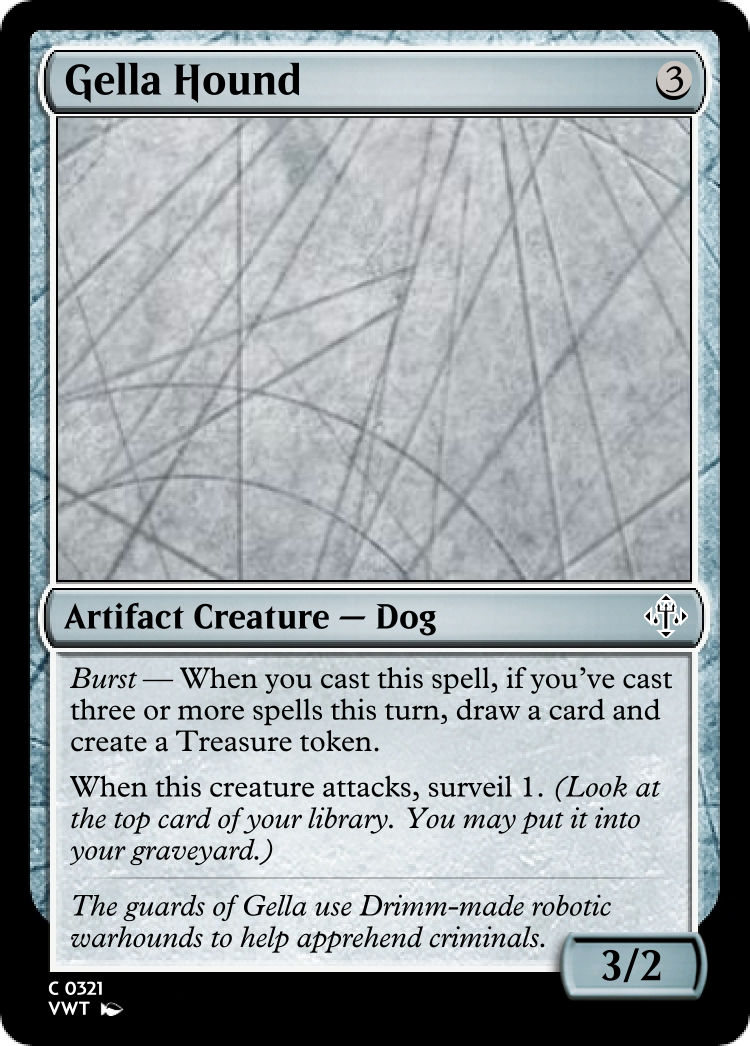 Gella Hound
3
Artifact Creature — Dog
Burst — When you cast this spell, if you've cast
three or more spells this turn, draw a card and
create a Treasure token.
When this creature attacks, surveil 1. (Look at
the top card of your library. You may put it into
your graveyard.)
The guards of Gella use Drimm-made robotic
warhounds to help apprehend criminals.
3/2
C 0321
VWT